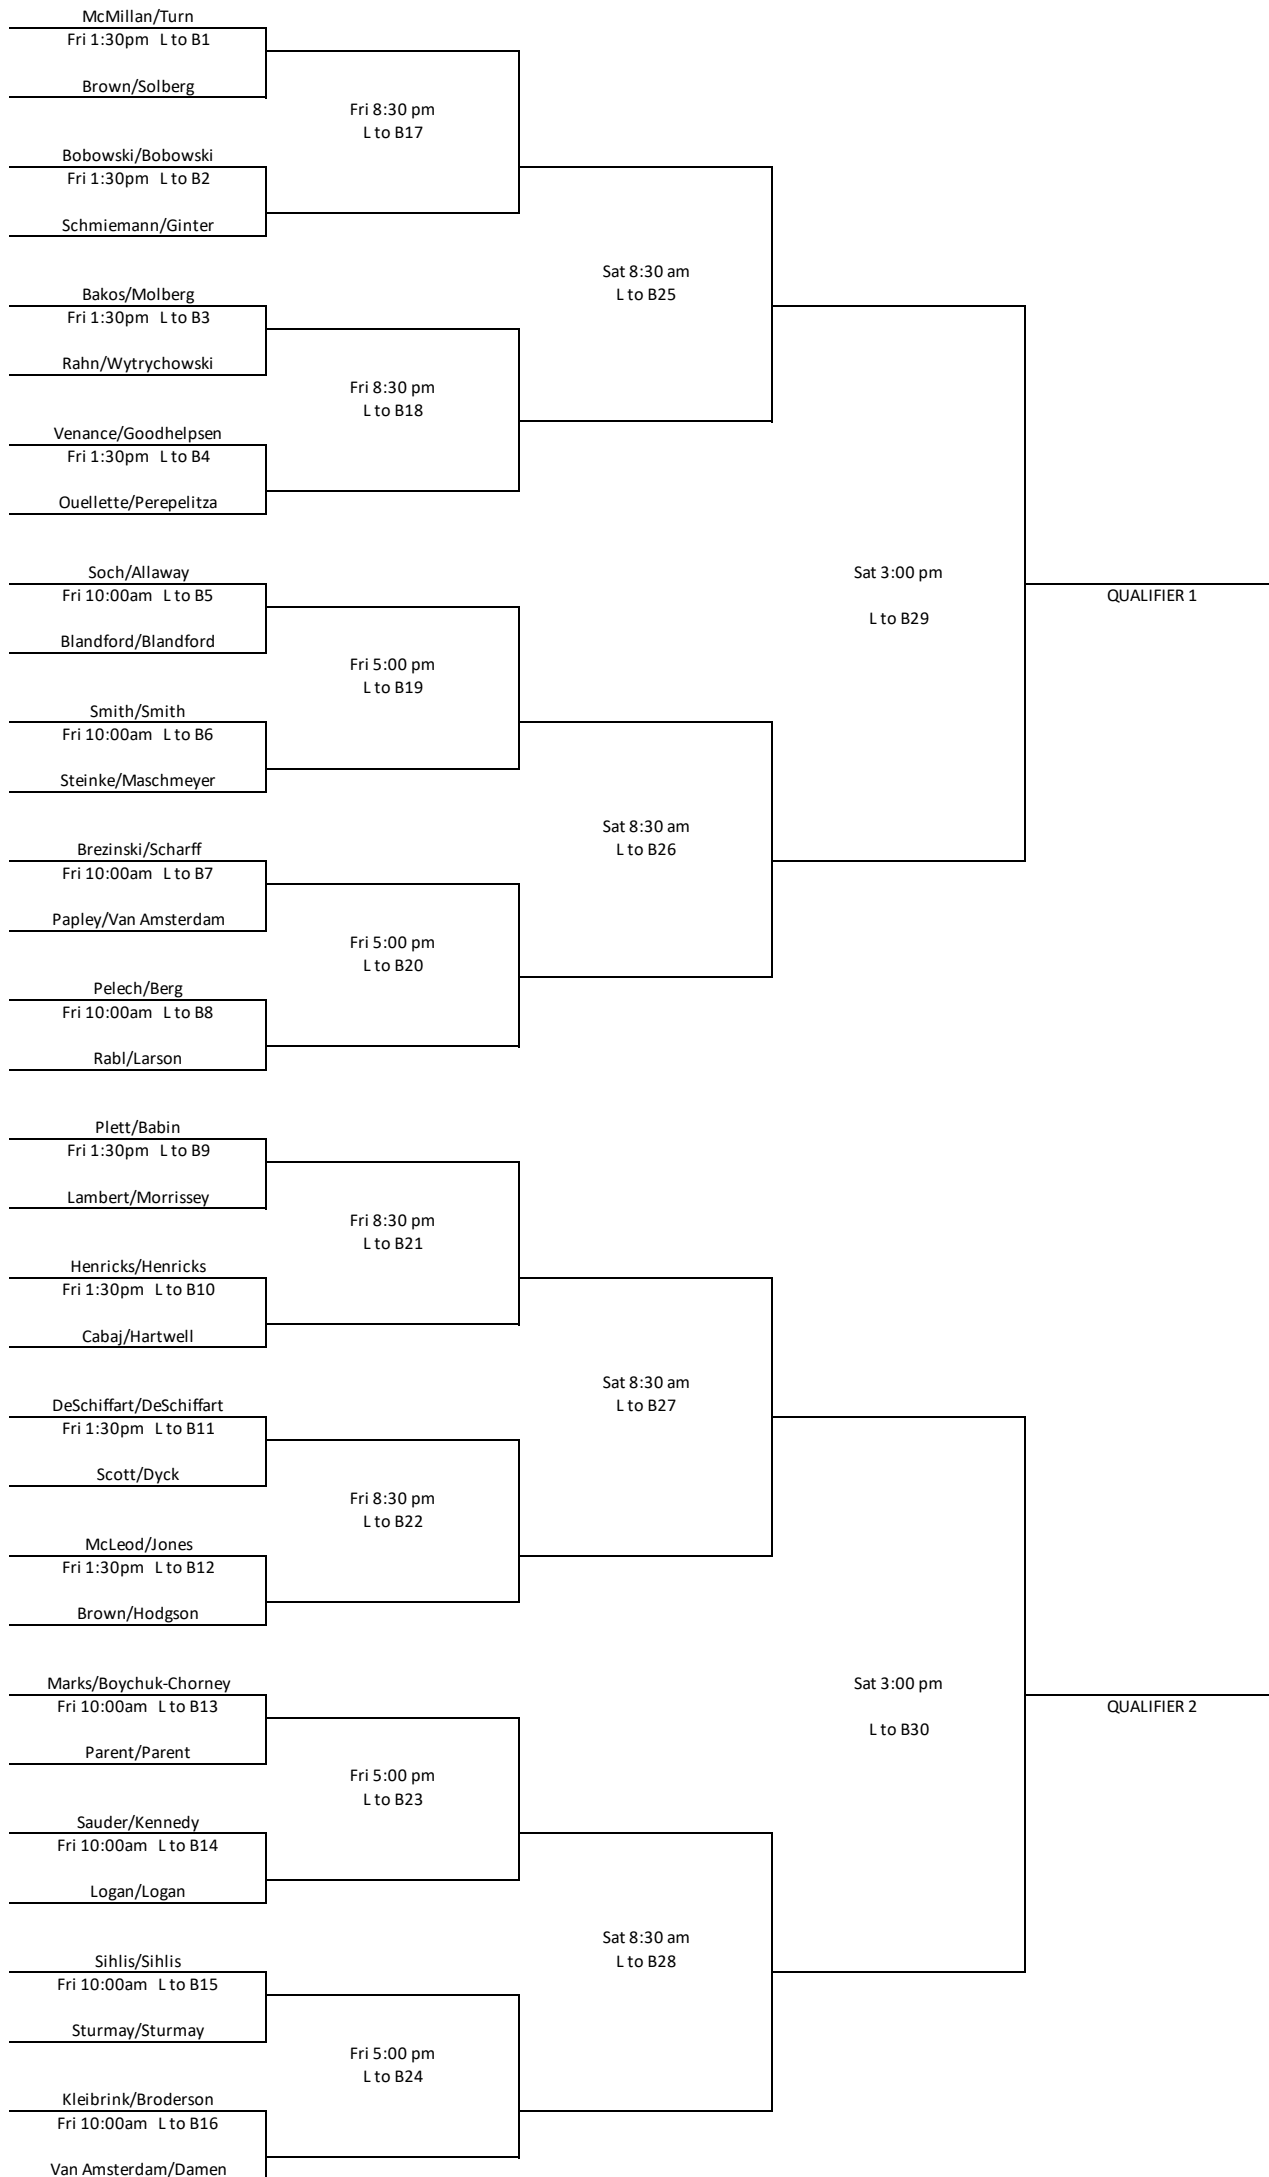 McMillan/Turn
Fri 1:30pm L to B1
Brown/Solberg
Fri 8:30 pm
L to B17
Bobowski/Bobowski
Fri 1:30pm L to B2
Schmiemann/Ginter
Sat 8:30 am
L to B25
Bakos/Molberg
Fri 1:30pm L to B3
Rahn/Wytrychowski
Fri 8:30 pm
L to B18
Venance/Goodhelpsen
Fri 1:30pm L to B4
Ouellette/Perepelitza
Sat 3:00 pm
L to B29
QUALIFIER 1
Soch/Allaway
Fri 10:00am L to B5
Blandford/Blandford
Fri 5:00 pm
L to B19
Smith/Smith
Fri 10:00am L to B6
Steinke/Maschmeyer
Sat 8:30 am
L to B26
Brezinski/Scharff
Fri 10:00am L to B7
Papley/Van Amsterdam
Fri 5:00 pm
L to B20
Pelech/Berg
Fri 10:00am L to B8
Rabl/Larson
Plett/Babin
Fri 1:30pm L to B9
Lambert/Morrissey
Fri 8:30 pm
L to B21
Henricks/Henricks
Fri 1:30pm L to B10
Cabaj/Hartwell
Sat 8:30 am
L to B27
DeSchiffart/DeSchiffart
Fri 1:30pm L to B11
Scott/Dyck
Fri 8:30 pm
L to B22
McLeod/Jones
Fri 1:30pm L to B12
Brown/Hodgson
Sat 3:00 pm
L to B30
QUALIFIER 2
Marks/Boychuk-Chorney
Fri 10:00am L to B13
Parent/Parent
Fri 5:00 pm
L to B23
Sauder/Kennedy
Fri 10:00am L to B14
Logan/Logan
Sat 8:30 am
L to B28
Sihlis/Sihlis
Fri 10:00am L to B15
Sturmay/Sturmay
Fri 5:00 pm
L to B24
Kleibrink/Broderson
Fri 10:00am L to B16
Van Amsterdam/Damen